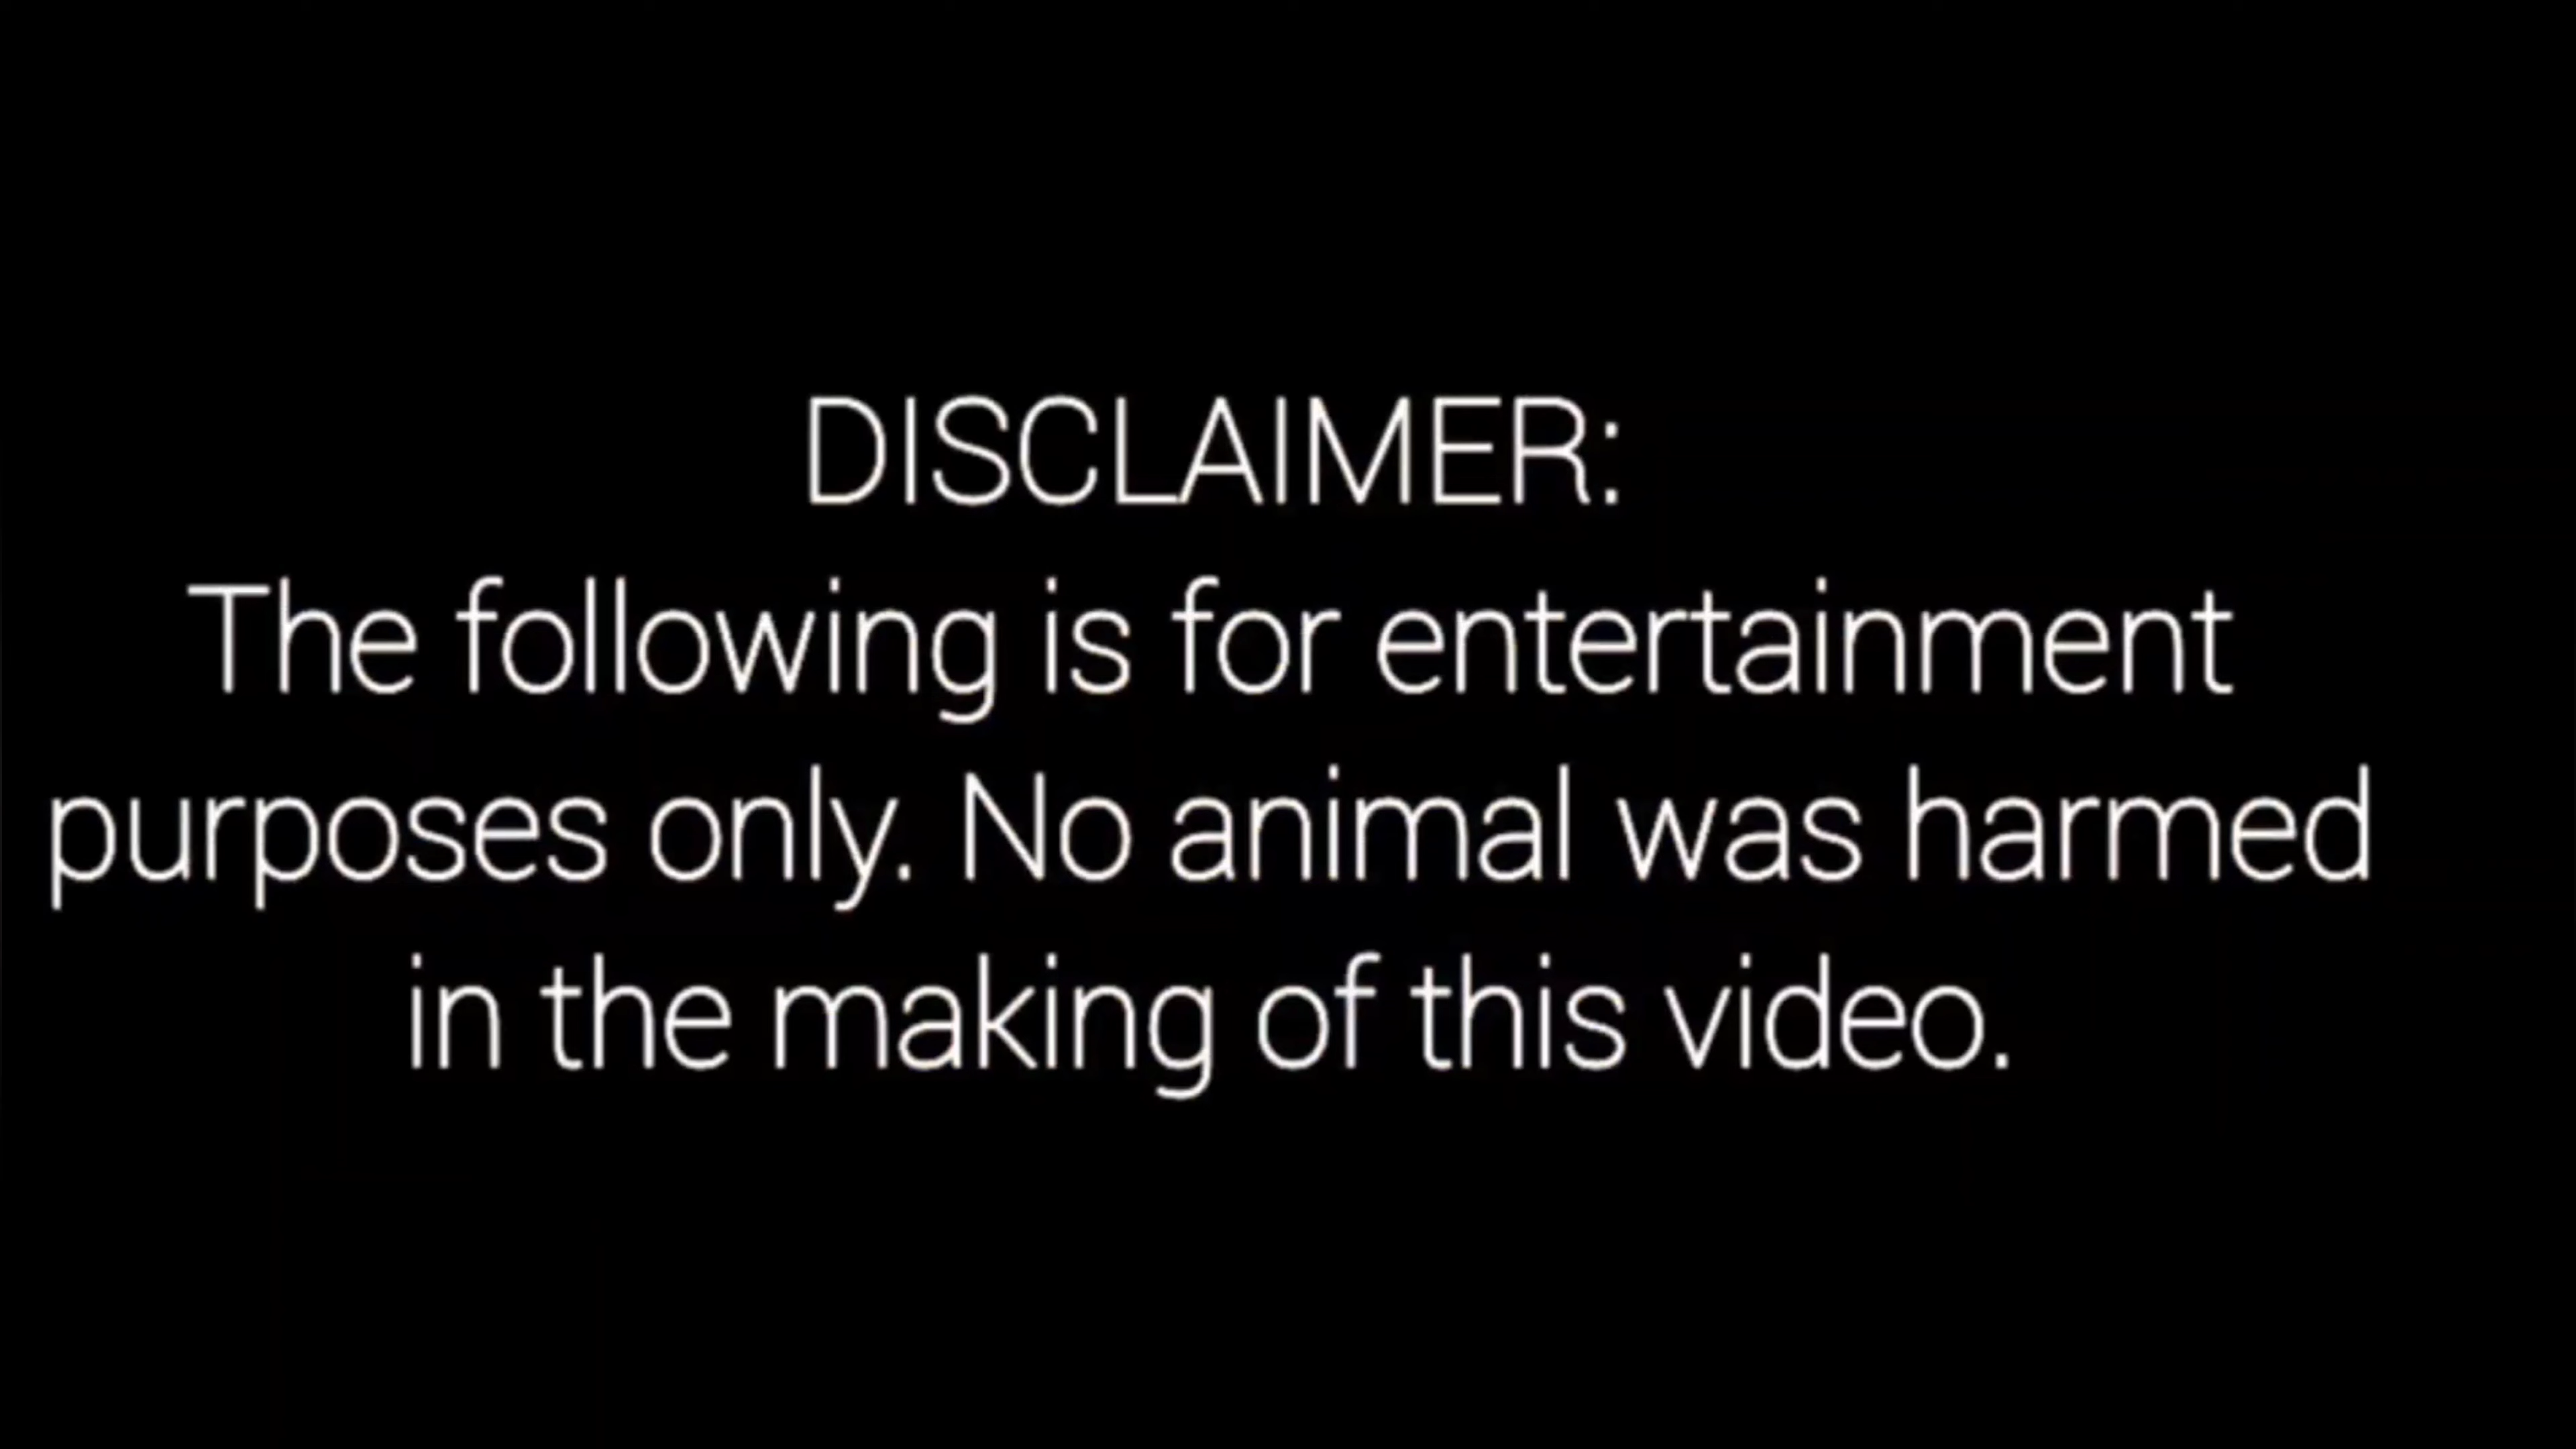 DISCLAIMER:
The following is for entertainment
purposes only. No animal was harmed
in the making of this video.